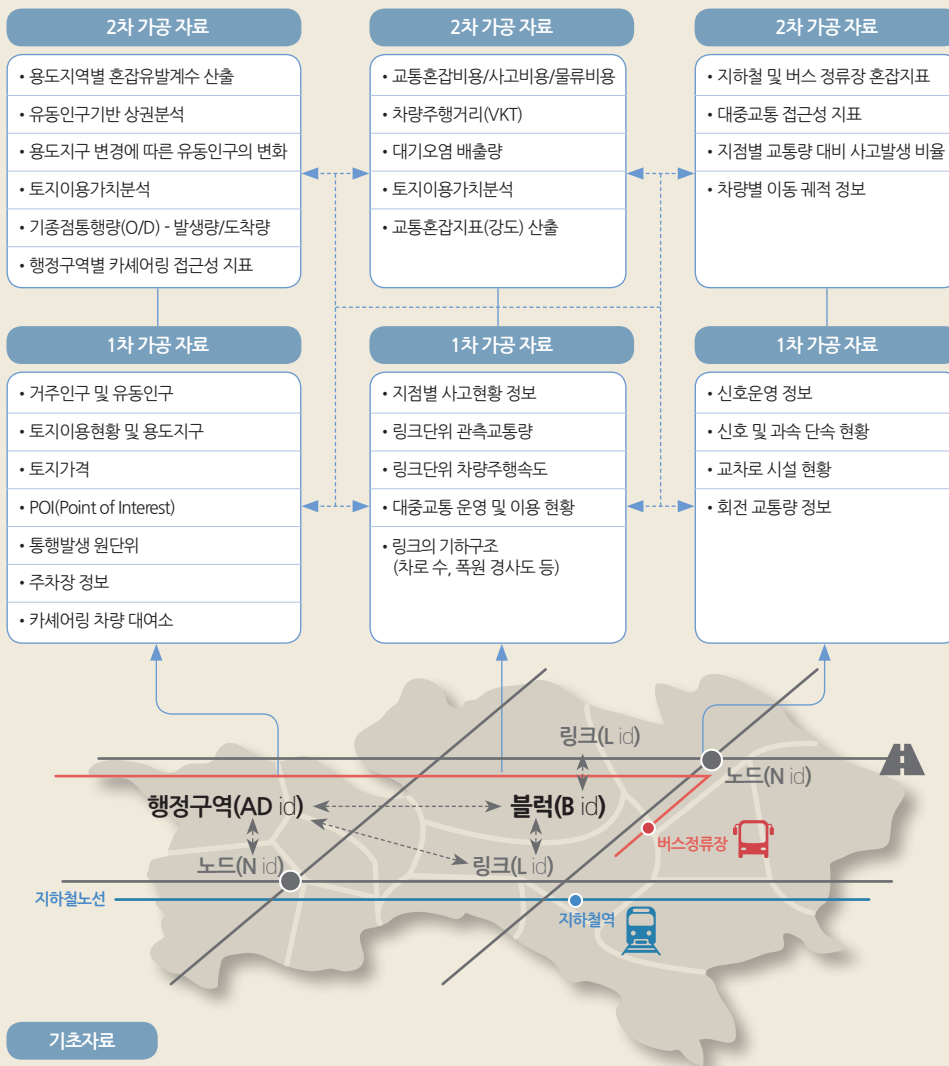 2차 가공 자료
• 용도지역별 혼잡유발계수 산출
• 유동인구기반 상권분석
• 용도지구 변경에 따른 유동인구의 변화
• 토지이용가치분석
• 기종점통행량(O/D) - 발생량/도착량
• 행정구역별 카셰어링 접근성 지표
2차 가공 자료
• 교통혼잡비용/사고비용/물류비용
• 차량주행거리(VKT)
• 대기오염 배출량
• 토지이용가치분석
• 교통혼잡지표(강도) 산출
2차 가공 자료
• 지하철 및 버스 정류장 혼잡지표
• 대중교통 접근성 지표
• 지점별 교통량 대비 사고발생 비율
• 차량별 이동 궤적 정보
1차 가공 자료
• 거주인구 및 유동인구
• 토지이용현황 및 용도지구
• 토지가격
• POI(Point of Interest)
• 통행발생 원단위
• 주차장 정보
• 카셰어링 차량 대여소
1차 가공 자료
• 지점별 사고현황 정보
• 링크단위 관측교통량
• 링크단위 차량주행속도
• 대중교통 운영 및 이용 현황
• 링크의 기하구조
(차로 수, 폭원 경사도 등)
1차 가공 자료
• 신호운영 정보
• 신호 및 과속 단속 현황
• 교차로 시설 현황
• 회전 교통량 정보
링크(L id)
노드(N id)
행정구역(AD id)
블럭(B id)
버스정류장
노드(N id)
링크(L id)
지하철노선
지하철역
기초자료